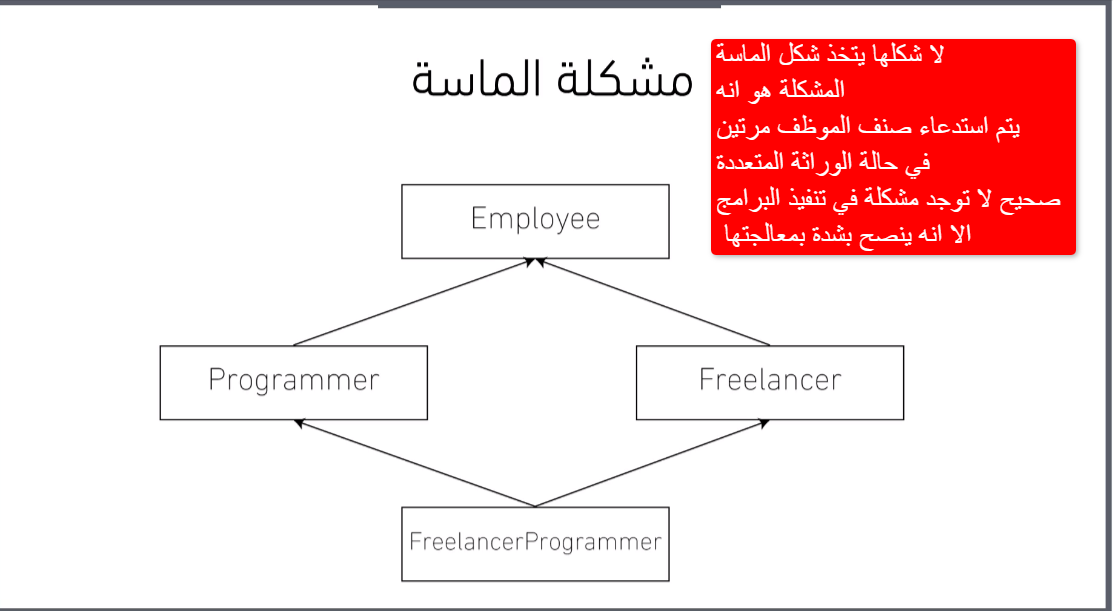 مشكلة الماسة
لا شكلها يتخذ شكل الماسة
المشكلة هو انه
يتم استدعاء صنف الموظف مرتين
في حالة الوراثة المتعددة
صحيح لا توجد مشكلة في تنفيذ البرامج
الا انه ينصح بشدة بمعالجتها
Employee
Programmer
Freelancer
FreelancerProgrammer